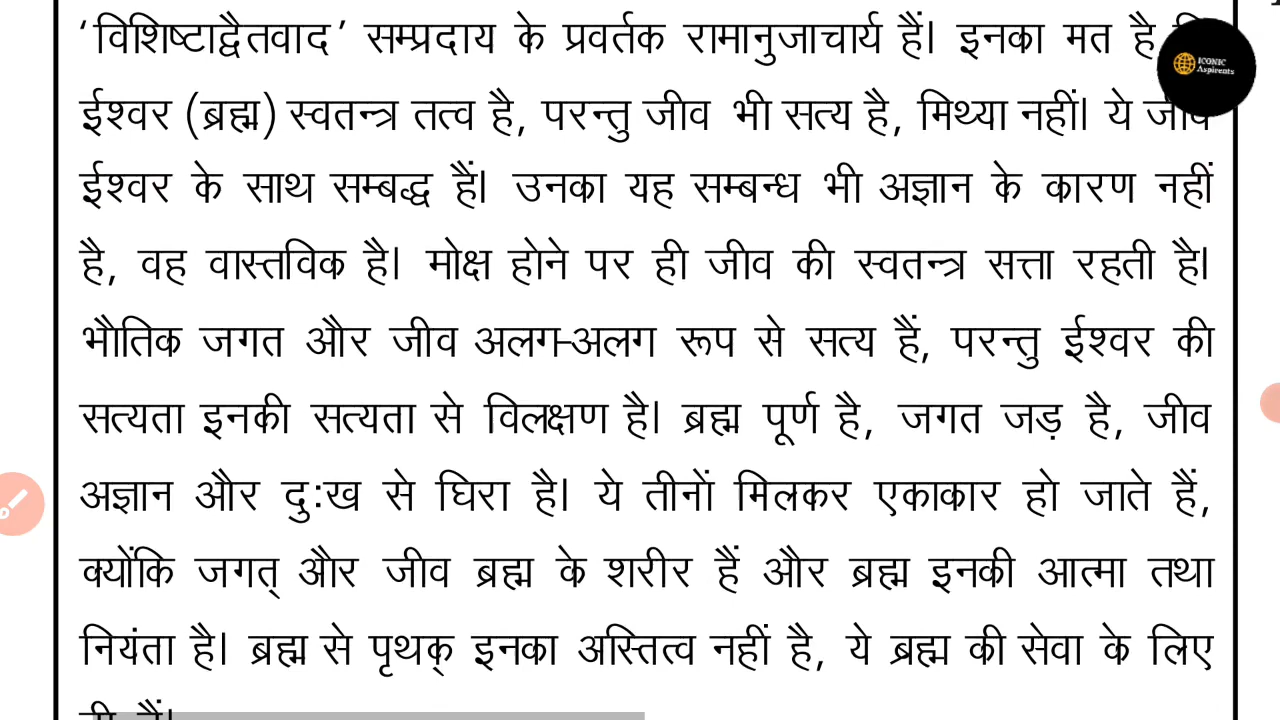 ‘विशिष्टाद्वैतवाद’ सम्प्रदाय के प्रवर्तक रामानुजाचार्य हैं। इनका मत है
ICONIC
Aspirents
ईश्वर (ब्रह्म) स्वतन्त्र तत्व है, परन्तु जीव भी सत्य है, मिथ्या नहीं। ये जीव
ईश्वर के साथ सम्बद्ध हैं। उनका यह सम्बन्ध भी अज्ञान के कारण नहीं
है, वह वास्तविक है। मोक्ष होने पर ही जीव की स्वतन्त्र सत्ता रहती है।
भौतिक जगत और जीव अलग-अलग रूप से सत्य हैं, परन्तु ईश्वर की
सत्यता इनकी सत्यता से विलक्षण है। ब्रह्म पूर्ण है, जगत जड़ है, जीव
अज्ञान और दु:ख से घिरा है। ये तीनों मिलकर एकाकार हो जाते हैं,
क्योंकि जगत् और जीव ब्रह्म के शरीर हैं और ब्रह्म इनकी आत्मा तथा
नियंता है। ब्रह्म से पृथक् इनका अस्तित्व नहीं है, ये ब्रह्म की सेवा के लिए
हैं।